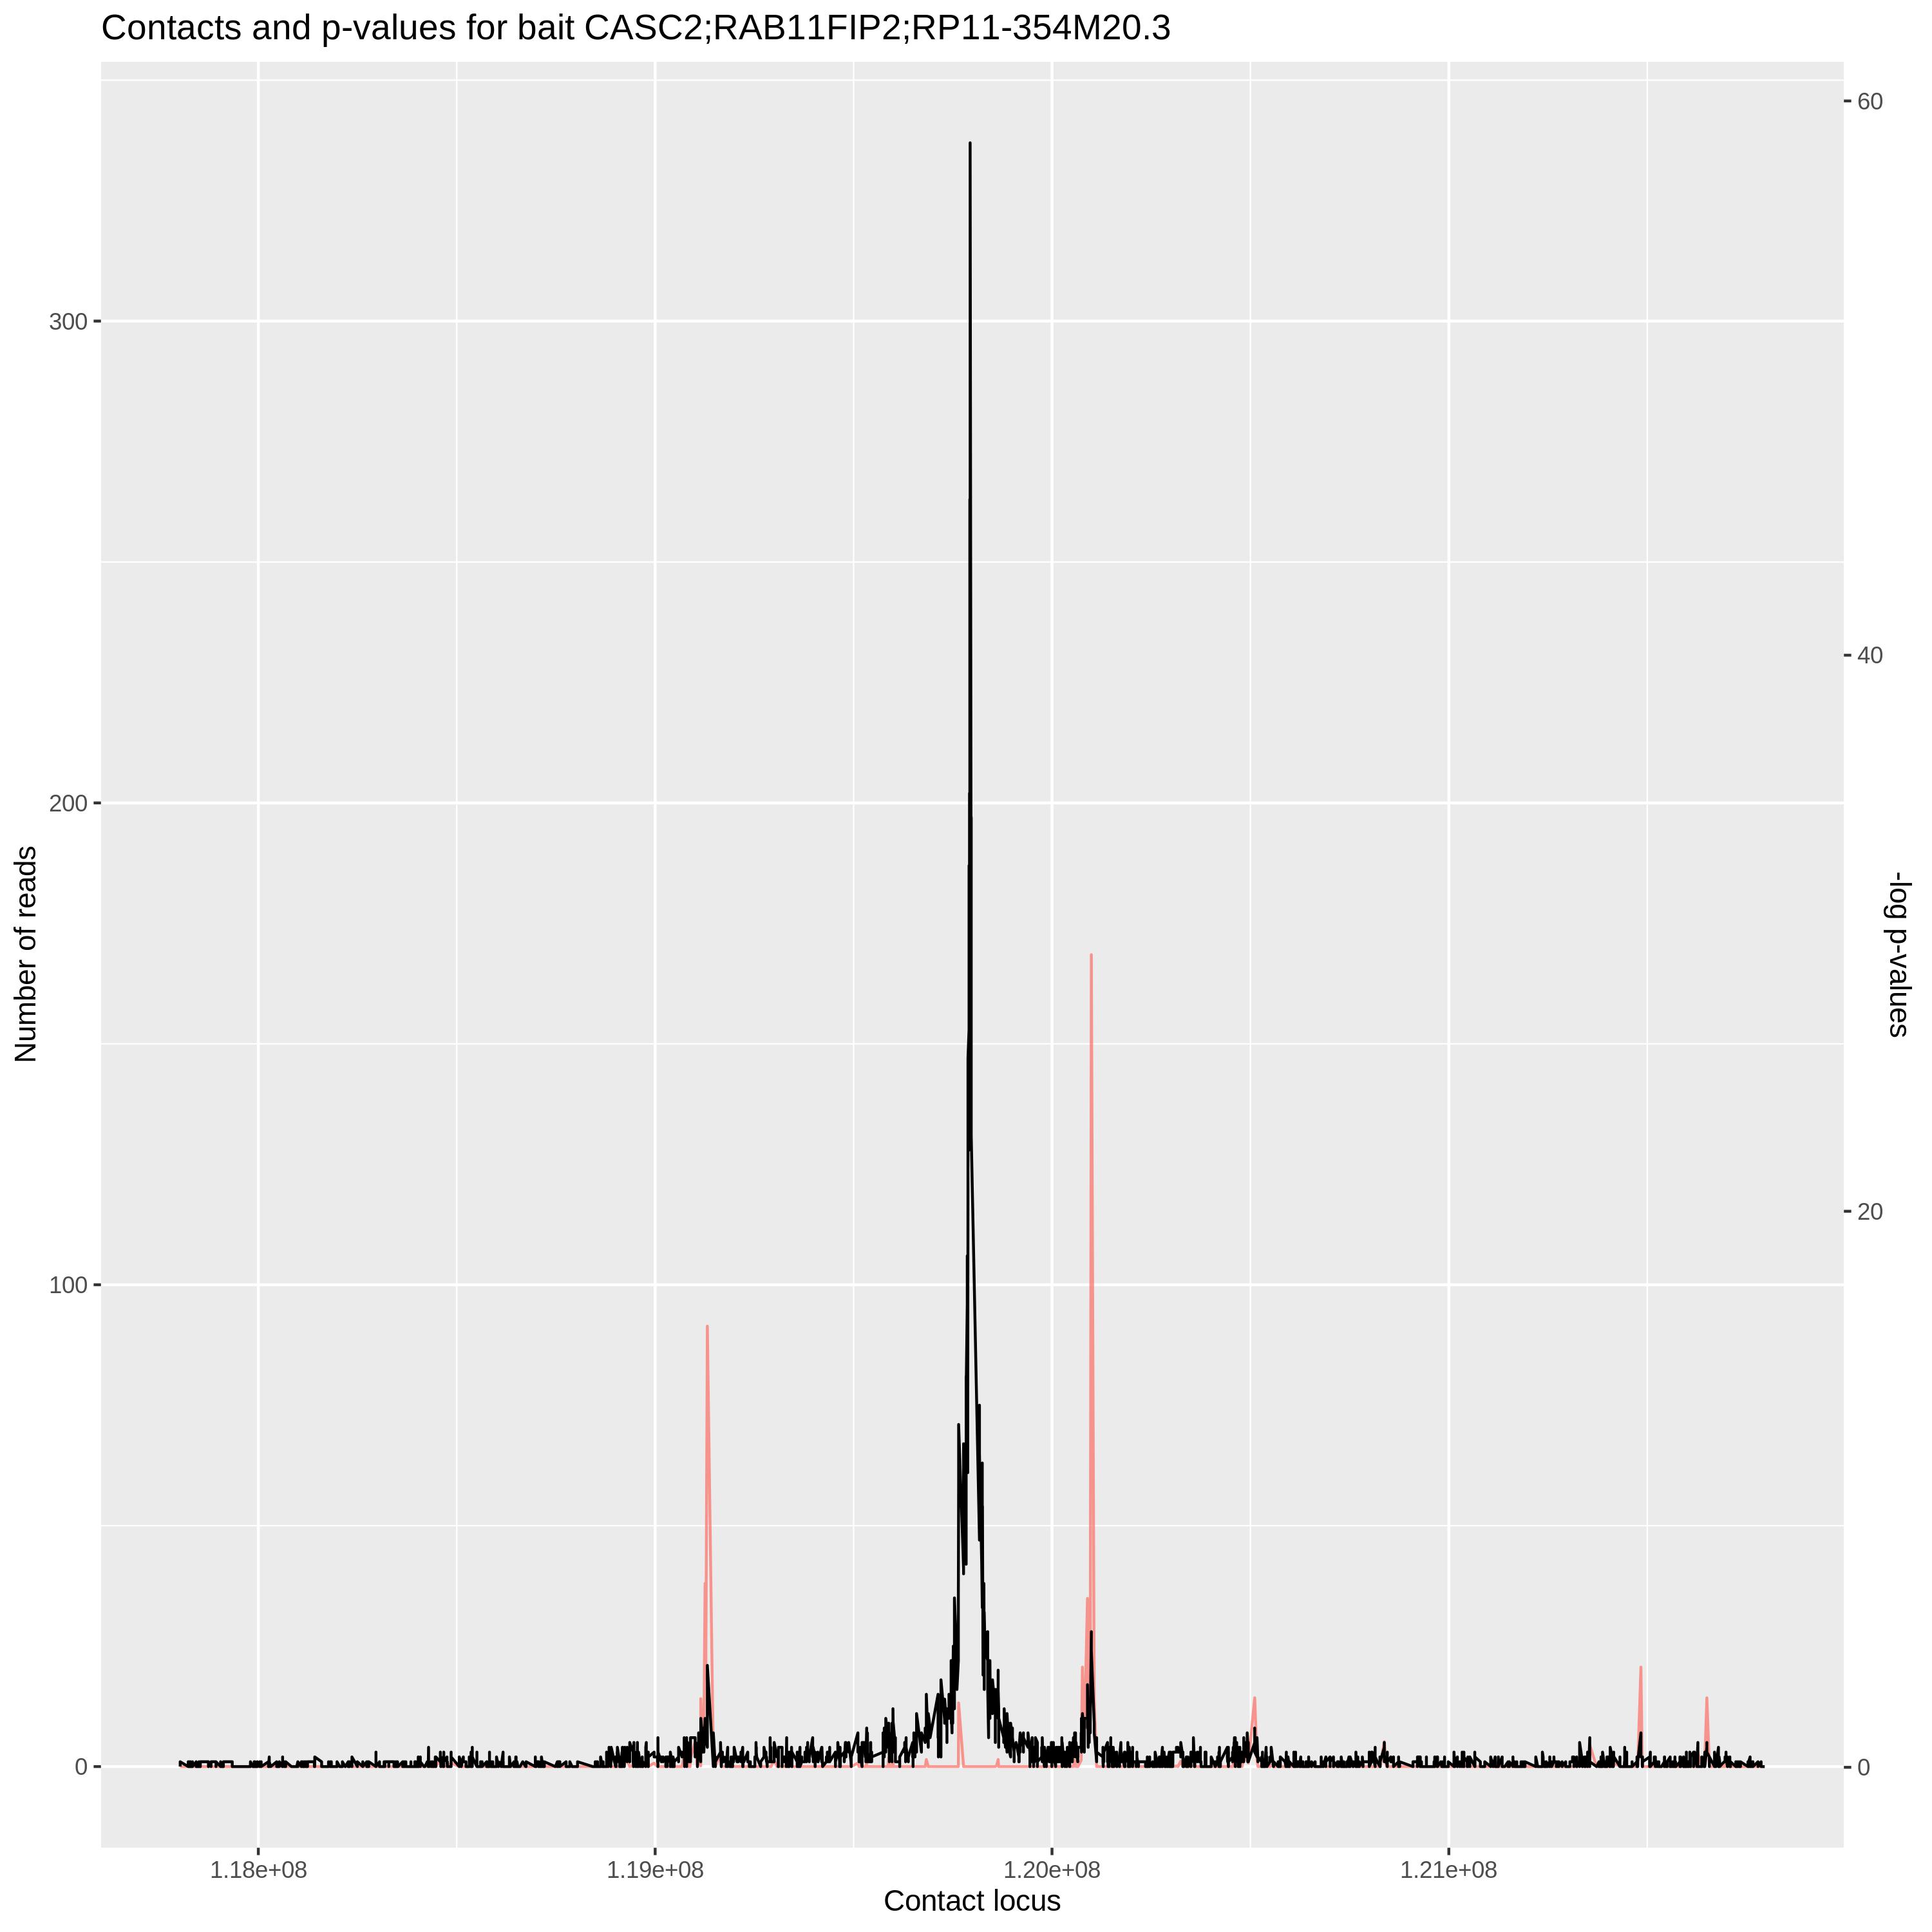 Contacts and p-values for bait CASC2;RAB11FIP2;RP11-354M20.3
300
200
100
0
Number of reads
60
40
20
0
-log p-values
1.18e+08
1.19e+08
1.20e+08
1.21e+08
Contact locus